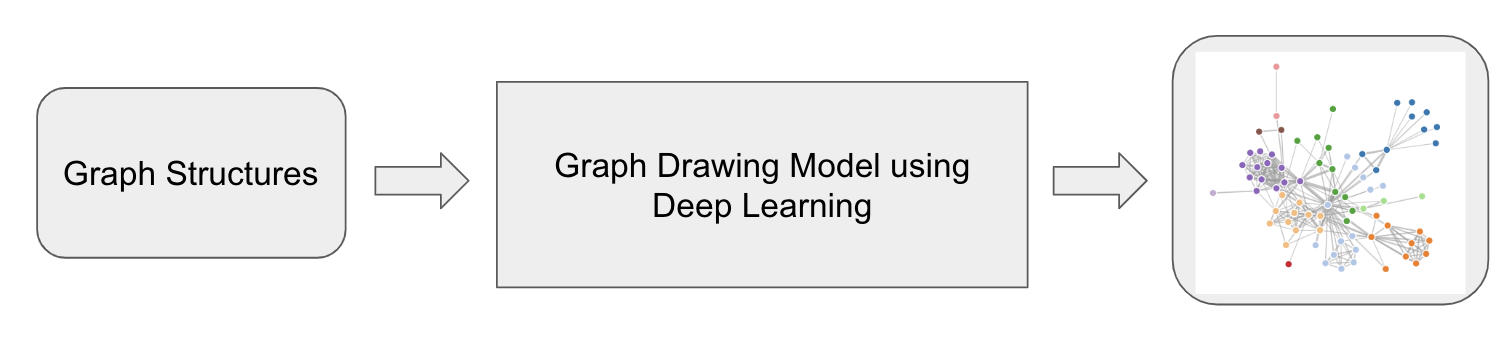 Graph Structures
Graph Drawing Model using
Deep Learning